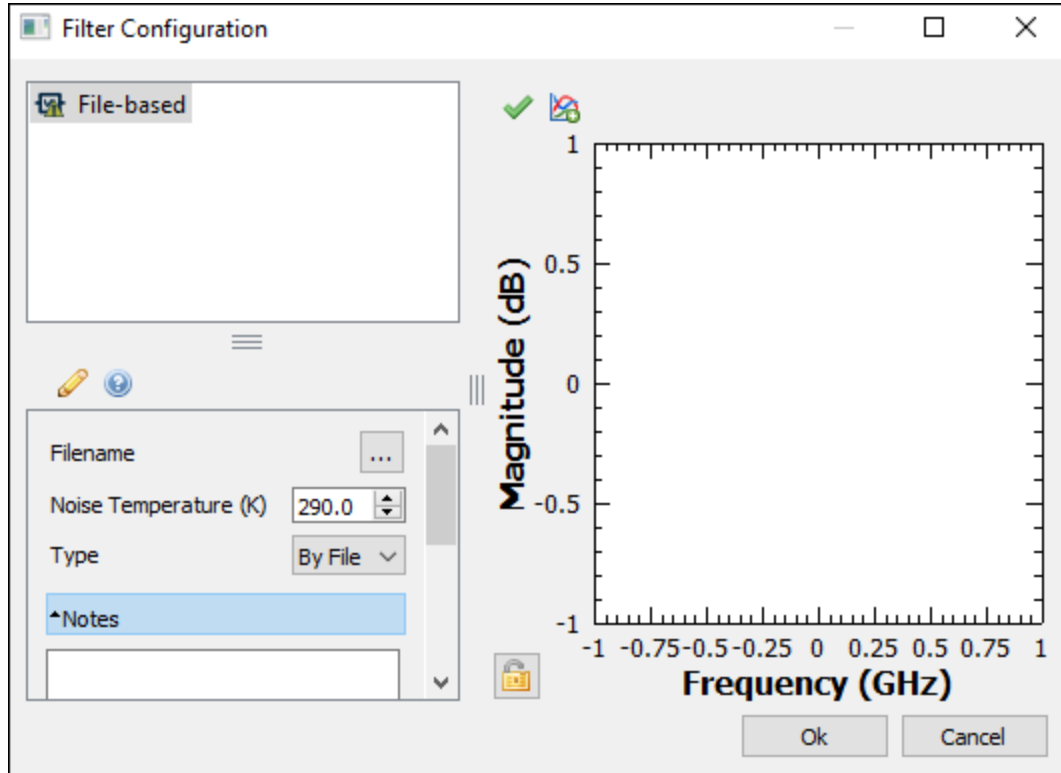 Filter Configuration
File-based
Filename
...
Noise Temperature (K)
290.0
Type
By File
Notes
1
0.5
0
-0.5
-1
Magnitude (dB)
-1 -0.75 -0.5 -0.25 0 0.25 0.5 0.75 1
Frequency (GHz)
Ok
Cancel